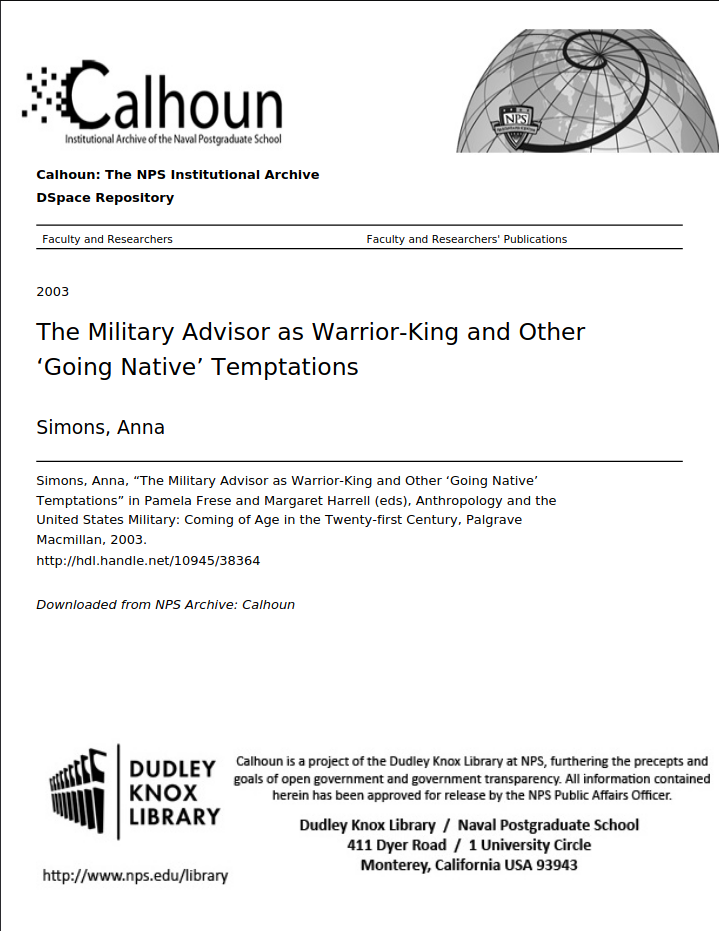 Calhoun
Institutional Archive of the Naval Postgraduate School
NPS
Calhoun: The NPS Institutional Archive
DSpace Repository
Faculty and Researchers
Faculty and Researchers' Publications
2003
The Military Advisor as Warrior-King and Other
‘Going Native’ Temptations
Simons, Anna
Simons, Anna, “The Military Advisor as Warrior-King and Other ‘Going Native’
Temptations” in Pamela Frese and Margaret Harrell (eds), Anthropology and the
United States Military: Coming of Age in the Twenty-first Century, Palgrave
Macmillan, 2003.
http://hdl.handle.net/10945/38364
Downloaded from NPS Archive: Calhoun
DUDLEY
KNOX
LIBRARY
http://www.nps.edu/library
Calhoun is a project of the Dudley Knox Library at NPS, furthering the precepts and
goals of open government and government transparency. All information contained
herein has been approved for release by the NPS Public Affairs Officer.
Dudley Knox Library / Naval Postgraduate School
411 Dyer Road / 1 University Circle
Monterey, California USA 93943